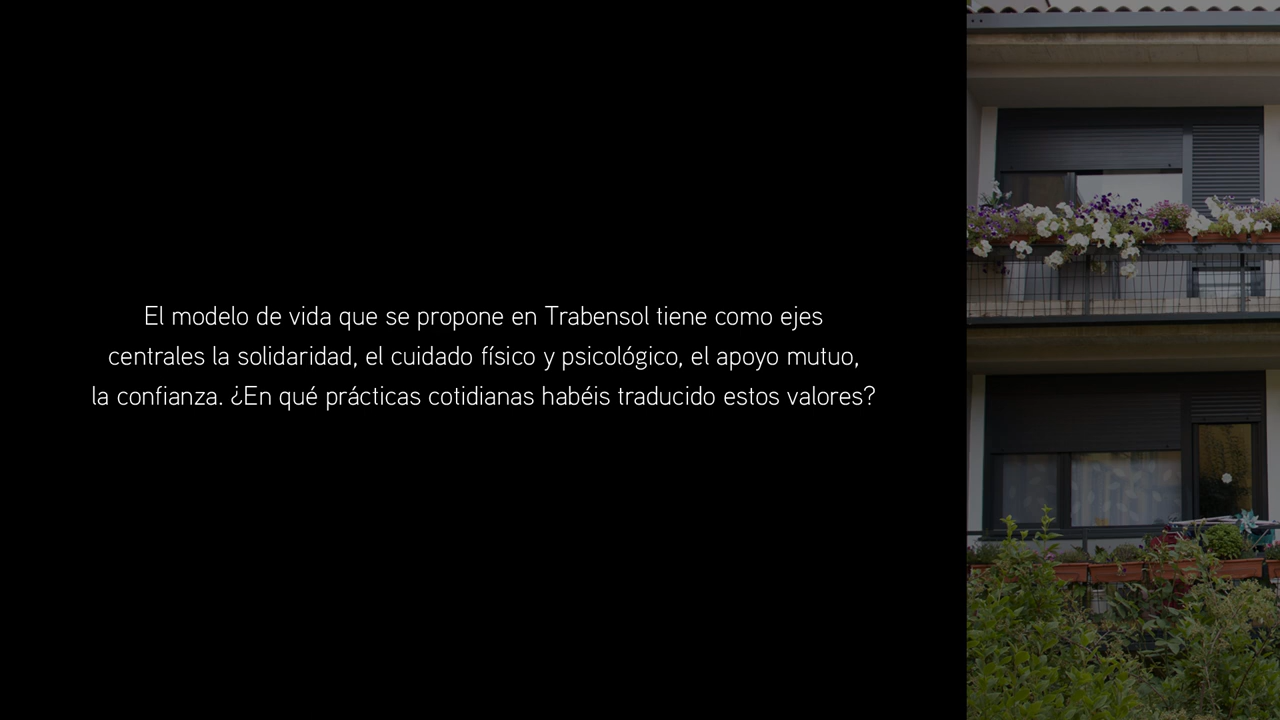 El modelo de vida que se propone en Trabensol tiene como ejes
centrales la solidaridad, el cuidado físico y psicológico, el apoyo mutuo,
la confianza. ¿En qué prácticas cotidianas habéis traducido estos valores?